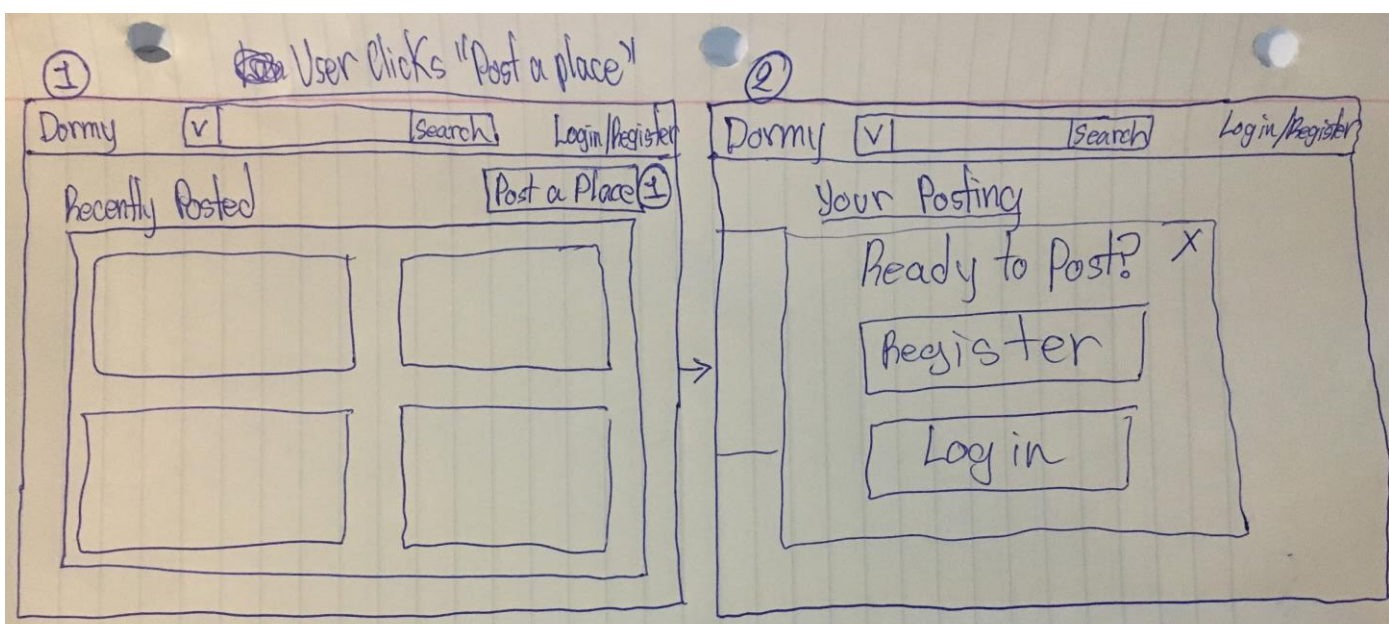 1
User Clicks "Post a place"
Dormy V Search Login/Register
Recently Posted
Post a Place 1
2
Dormy V Search Login/Register
Your Posting
Ready to Post? X
Register
Log in